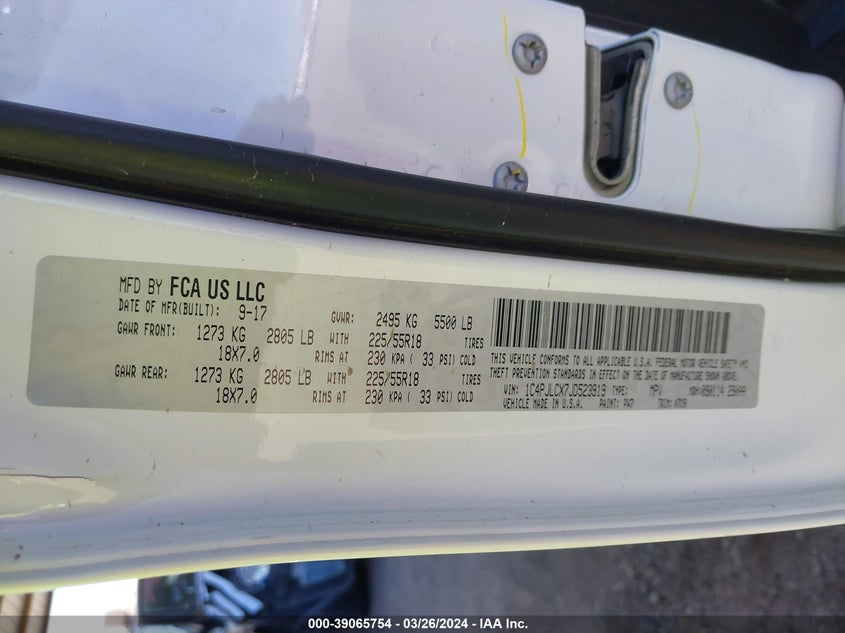 MFD BY FCA US LLC
DATE OF MFR(BUILT): 9-17 GVWR: 2495 KG 5500 LB
GAWR FRONT: 1273 KG 2805 LB WITH 225/55R18 TIRES
18X7.0 RIMS AT 230 KPA ( 33 PSI) COLD
GAWR REAR: 1273 KG 2805 LB WITH 225/55R18 TIRES
18X7.0 RIMS AT 230 KPA ( 33 PSI) COLD
THIS VEHICLE CONFORMS TO ALL APPLICABLE U.S.A. FEDERAL MOTOR VEHICLE SAFETY AND
THEFT PREVENTION STANDARDS IN EFFECT ON THE DATE OF MANUFACTURE SHOWN ABOVE.
VIN: 1C4PJLCX7JD523919 TYPE: MPV
VEHICLE MADE IN U.S.A. PAINT: PW7 TRIM:
000-39065754 - 03/26/2024 - IAA Inc.